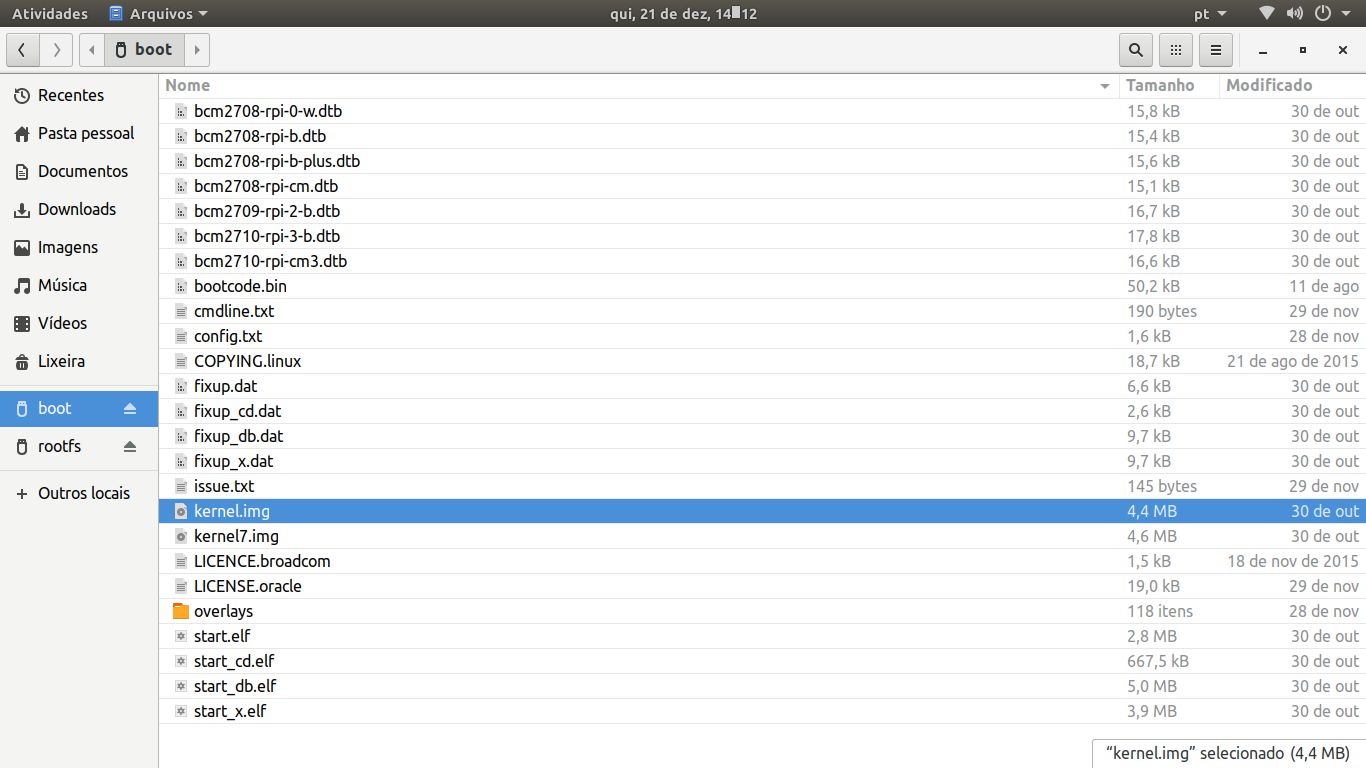 Atividades Arquivos qui, 21 de dez, 14 12 pt
boot
Nome Tamanho Modificado
Recentes
Pasta pessoal
Documentos
Downloads
Imagens
Música
Vídeos
Lixeira
boot
rootfs
Outros locais
bcm2708-rpi-0-w.dtb 15,8 kB 30 de out
bcm2708-rpi-b.dtb 15,4 kB 30 de out
bcm2708-rpi-b-plus.dtb 15,6 kB 30 de out
bcm2708-rpi-cm.dtb 15,1 kB 30 de out
bcm2709-rpi-2-b.dtb 16,7 kB 30 de out
bcm2710-rpi-3-b.dtb 17,8 kB 30 de out
bcm2710-rpi-cm3.dtb 16,6 kB 30 de out
bootcode.bin 50,2 kB 11 de ago
cmdline.txt 190 bytes 29 de nov
config.txt 1,6 kB 28 de nov
COPYING.linux 18,7 kB 21 de ago de 2015
fixup.dat 6,6 kB 30 de out
fixup_cd.dat 2,6 kB 30 de out
fixup_db.dat 9,7 kB 30 de out
fixup_x.dat 9,7 kB 30 de out
issue.txt 145 bytes 29 de nov
kernel.img 4,4 MB 30 de out
kernel7.img 4,6 MB 30 de out
LICENCE.broadcom 1,5 kB 18 de nov de 2015
LICENSE.oracle 19,0 kB 29 de nov
overlays 118 itens 28 de nov
start.elf 2,8 MB 30 de out
start_cd.elf 667,5 kB 30 de out
start_db.elf 5,0 MB 30 de out
start_x.elf 3,9 MB 30 de out
“kernel.img” selecionado (4,4 MB)